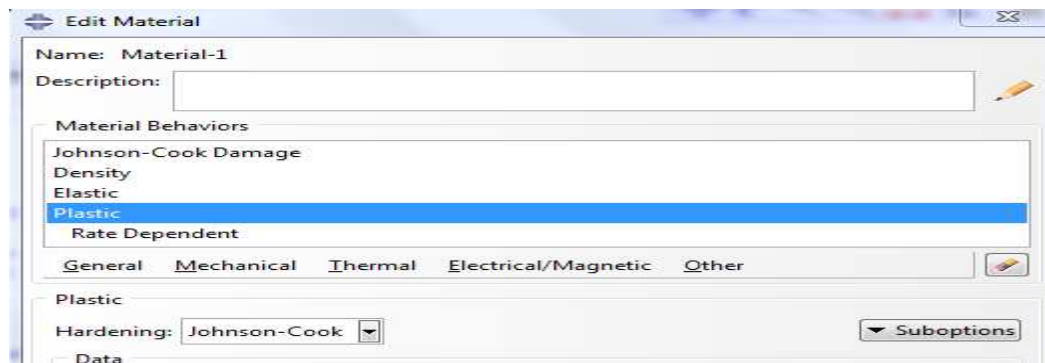 Edit Material
Name: Material-1
Description:
Material Behaviors
Johnson-Cook Damage
Density
Elastic
Plastic
Rate Dependent
General Mechanical Thermal Electrical/Magnetic Other
Plastic
Hardening: Johnson-Cook Suboptions
Data